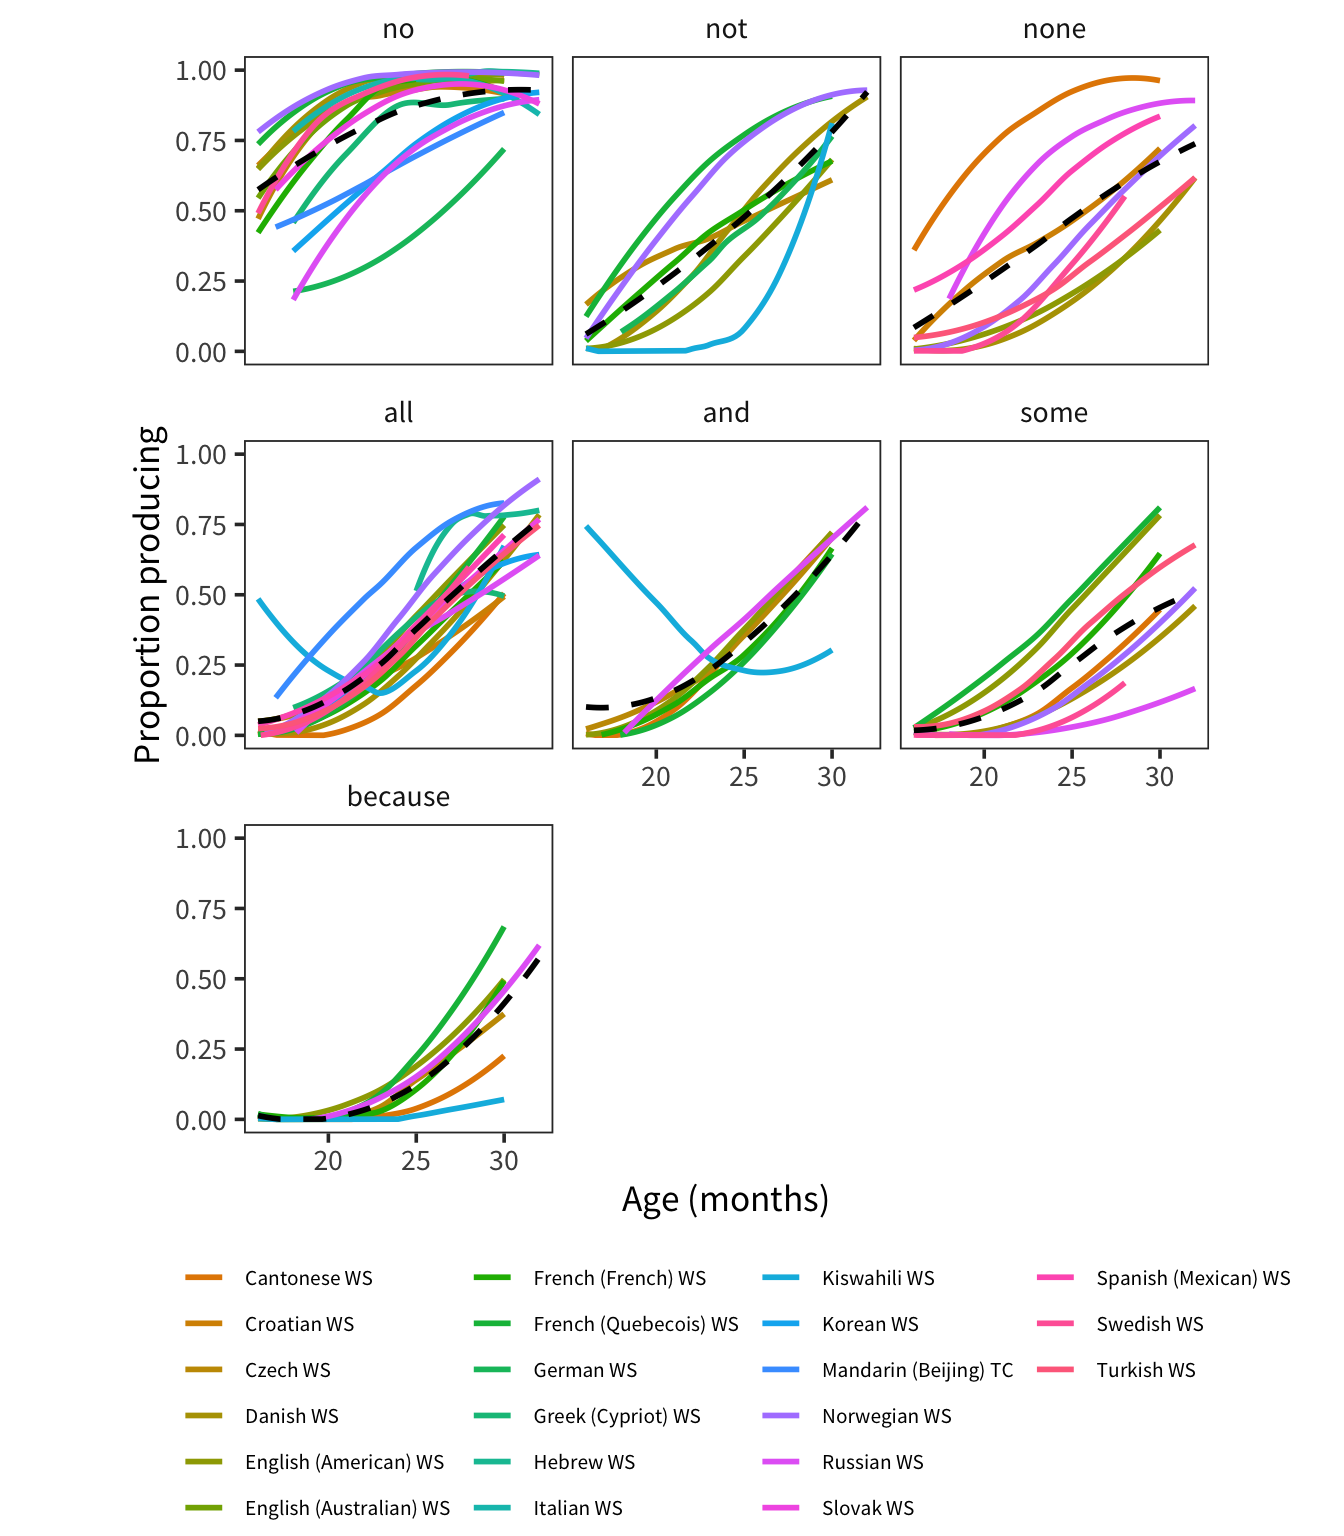 no not none
1.00
0.75
0.50
0.25
0.00
all and some
1.00
0.75
0.50
0.25
0.00
20 25 30 20 25 30
because
1.00
0.75
0.50
0.25
0.00
20 25 30
Proportion producing
Age (months)
Cantonese WS French (French) WS Kiswahili WS Spanish (Mexican) WS
Croatian WS French (Quebecois) WS Korean WS Swedish WS
Czech WS German WS Mandarin (Beijing) TC Turkish WS
Danish WS Greek (Cypriot) WS Norwegian WS
English (American) WS Hebrew WS Russian WS
English (Australian) WS Italian WS Slovak WS